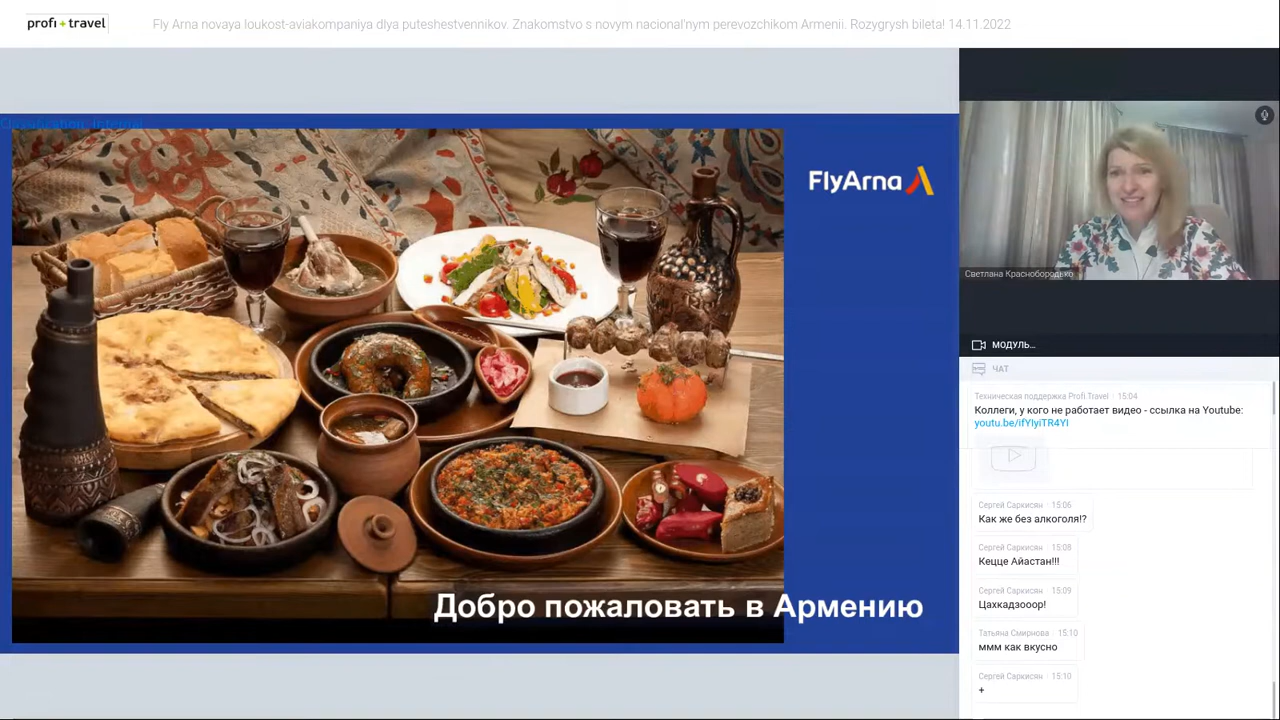 profi travel
Fly Arna novaya loukost-aviakompaniya dlya puteshestvennikov. Znakomstvo s novym nacional'nym perevozchikom Armenii. Rozygrysh bileta! 14.11.2022
Classification: Internal
FlyArna
Добро пожаловать в Армению
Светлана Краснобородько
МОДУЛЬ...
ЧАТ
Техническая поддержка Profi.Travel 15:04
Коллеги, у кого не работает видео - ссылка на Youtube:
youtu.be/ifYIyiTR4YI
Сергей Саркисян 15:06
Как же без алкоголя!?
Сергей Саркисян 15:08
Кецце Айастан!!!
Сергей Саркисян 15:09
Цахкадзооор!
Татьяна Смирнова 15:10
ммм как вкусно
Сергей Саркисян 15:10
+